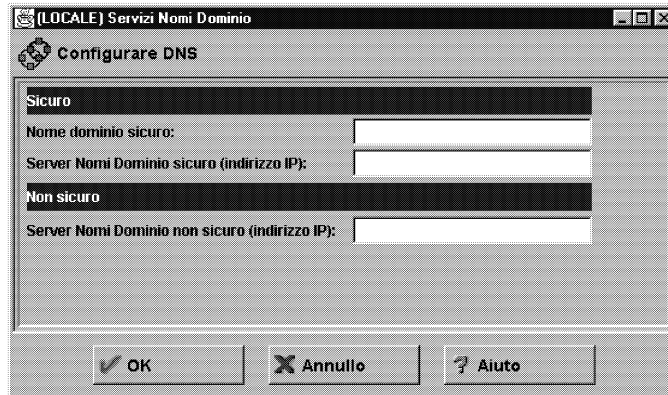 (LOCALE) Servizi Nomi Dominio
Configurare DNS
Sicuro
Nome dominio sicuro:
Server Nomi Dominio sicuro (indirizzo IP):
Non sicuro
Server Nomi Dominio non sicuro (indirizzo IP):
OK
Annullo
Aiuto